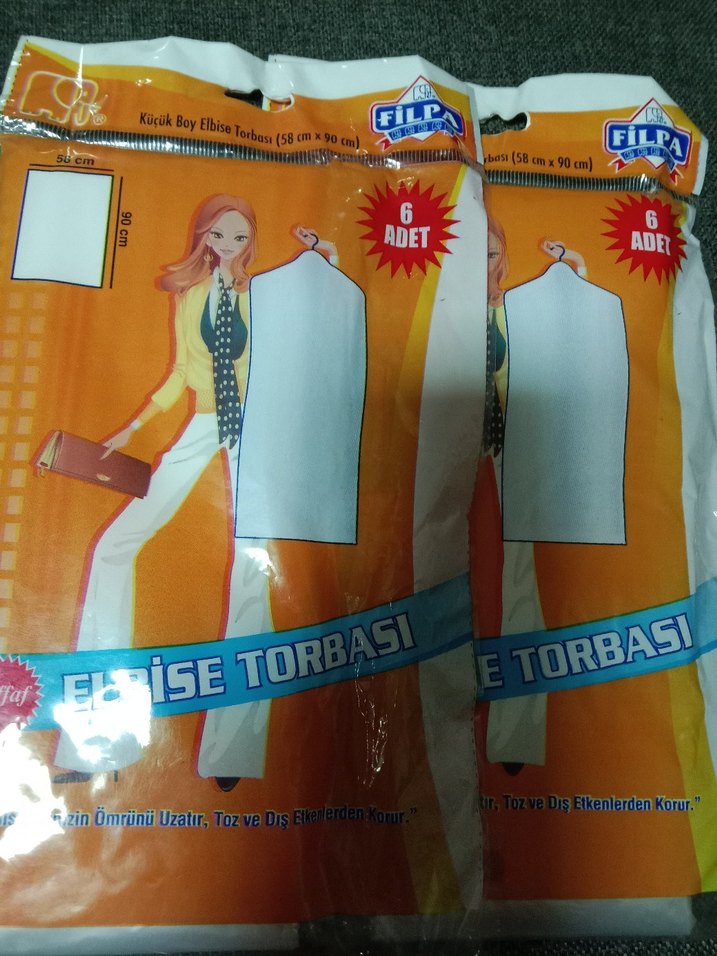 Küçük Boy Elbise Torbası (58 cm x 90 cm)
FİLPA
58 cm
90 cm
6
ADET
ELBİSE TORBASI
Ömrünü Uzatır, Toz ve Dış Etkenlerden Korur."
(58 cm x 90 cm)
FİLPA
6
ADET
E TORBASI
Toz ve Dış Etkenlerden Korur."